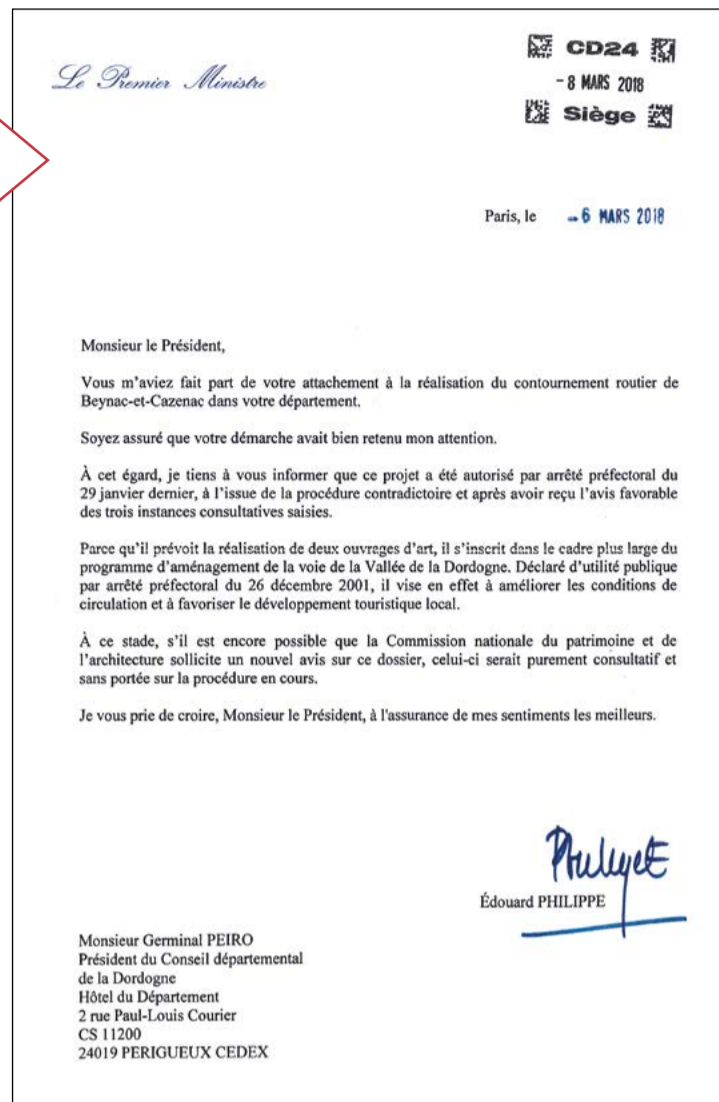 Le Premier Ministre
CD24
- 8 MARS 2018
Siège
Paris, le - 6 MARS 2018
Monsieur le Président,
Vous m'aviez fait part de votre attachement à la réalisation du contournement routier de
Beynac-et-Cazenac dans votre département.
Soyez assuré que votre démarche avait bien retenu mon attention.
À cet égard, je tiens à vous informer que ce projet a été autorisé par arrêté préfectoral du
29 janvier dernier, à l'issue de la procédure contradictoire et après avoir reçu l'avis favorable
des trois instances consultatives saisies.
Parce qu'il prévoit la réalisation de deux ouvrages d'art, il s'inscrit dans le cadre plus large du
programme d'aménagement de la voie de la Vallée de la Dordogne. Déclaré d'utilité publique
par arrêté préfectoral du 26 décembre 2001, il vise en effet à améliorer les conditions de
circulation et à favoriser le développement touristique local.
À ce stade, s'il est encore possible que la Commission nationale du patrimoine et de
l'architecture sollicite un nouvel avis sur ce dossier, celui-ci serait purement consultatif et
sans portée sur la procédure en cours.
Je vous prie de croire, Monsieur le Président, à l'assurance de mes sentiments les meilleurs.
Édouard PHILIPPE
Monsieur Germinal PEIRO
Président du Conseil départemental
de la Dordogne
Hôtel du Département
2 rue Paul-Louis Courier
CS 11200
24019 PERIGUEUX CEDEX